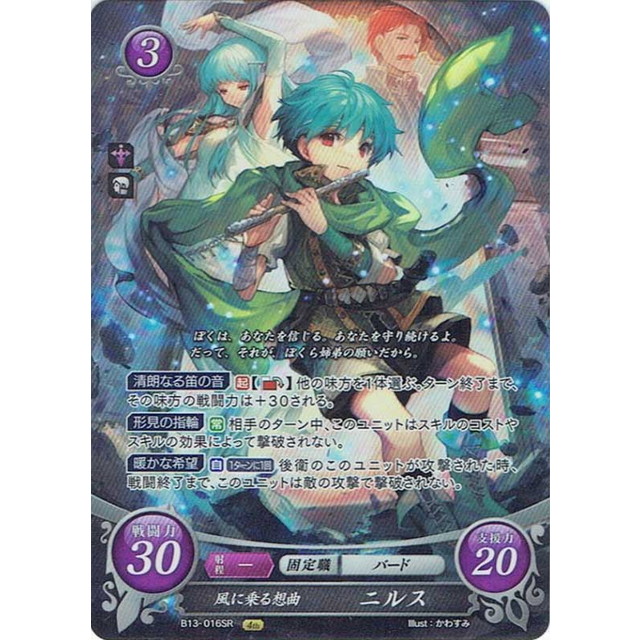 3
ぼくは、あなたを信じる。あなたを守り続けるよ。
だって、それが、ぼくら姉弟の願いだから。
清朗なる笛の音 起【】他の味方を1体選ぶ。ターン終了まで、
その味方の戦闘力は+30される。
形見の指輪 常 相手のターン中、このユニットはスキルのコストや
スキルの効果によって撃破されない。
暖かな希望 自 1ターンに1回 後衛のこのユニットが攻撃された時、
戦闘終了まで、このユニットは敵の攻撃で撃破されない。
戦闘力
30
射程 一
固定職
バード
支援力
20
風に乗る想曲 ニルス
B13-016SR 4th Illust:かわすみ